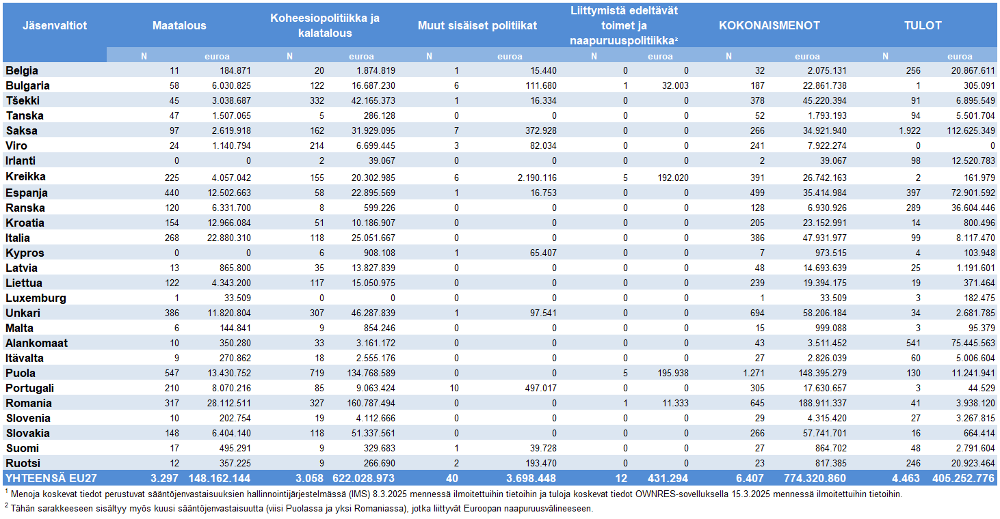 Jäsenvaltiot Maatalous Koheesiopolitiikka ja kalatalous Muut sisäiset politiikat Liittymistä edeltävät toimet ja naapuruuspolitiikka² KOKONAISMENOT TULOT
N euroa N euroa N euroa N euroa N euroa N euroa
Belgia 11 184.871 20 1.874.819 1 15.440 0 0 32 2.075.131 256 20.867.611
Bulgaria 58 6.030.825 122 16.687.230 6 111.680 1 32.003 187 22.861.738 1 305.091
Tšekki 45 3.038.687 332 42.165.373 1 16.334 0 0 378 45.220.394 91 6.895.549
Tanska 47 1.507.065 5 286.128 0 0 0 0 52 1.793.193 94 5.501.704
Saksa 97 2.619.918 162 31.929.095 7 372.928 0 0 266 34.921.940 1.922 112.625.349
Viro 24 1.140.794 214 6.699.445 3 82.034 0 0 241 7.922.274 0 0
Irlanti 0 0 2 39.067 0 0 0 0 2 39.067 98 12.520.783
Kreikka 225 4.057.042 155 20.302.985 6 2.190.116 5 192.020 391 26.742.163 2 161.979
Espanja 440 12.502.663 58 22.895.569 1 16.753 0 0 499 35.414.984 397 72.901.592
Ranska 120 6.331.700 8 599.226 0 0 0 0 128 6.930.926 289 36.604.446
Kroatia 154 12.966.084 51 10.186.907 0 0 0 0 205 23.152.991 14 800.496
Italia 268 22.880.310 118 25.051.667 0 0 0 0 386 47.931.977 99 8.117.470
Kypros 0 0 6 908.108 1 65.407 0 0 7 973.515 4 103.948
Latvia 13 865.800 35 13.827.839 0 0 0 0 48 14.693.639 25 1.191.601
Liettua 122 4.343.200 117 15.050.975 0 0 0 0 239 19.394.175 19 371.464
Luxemburg 1 33.509 0 0 0 0 0 0 1 33.509 3 182.475
Unkari 386 11.820.804 307 46.287.839 1 97.541 0 0 694 58.206.184 34 2.681.785
Malta 6 144.841 9 854.246 0 0 0 0 15 999.088 3 95.379
Alankomaat 10 350.280 33 3.161.172 0 0 0 0 43 3.511.452 541 75.445.563
Itävalta 9 270.862 18 2.555.176 0 0 0 0 27 2.826.039 60 5.006.604
Puola 547 13.430.752 719 134.768.589 0 0 5 195.938 1.271 148.395.279 130 11.241.941
Portugali 210 8.070.216 85 9.063.424 10 497.017 0 0 305 17.630.657 3 44.529
Romania 317 28.112.511 327 160.787.494 0 0 1 11.333 645 188.911.337 41 3.938.120
Slovenia 10 202.754 19 4.112.666 0 0 0 0 29 4.315.420 27 3.267.815
Slovakia 148 6.404.140 118 51.337.561 0 0 0 0 266 57.741.701 16 664.414
Suomi 17 495.291 9 329.683 1 39.728 0 0 27 864.702 48 2.791.604
Ruotsi 12 357.225 9 266.690 2 193.470 0 0 23 817.385 246 20.923.464
YHTEENSÄ EU27 3.297 148.162.144 3.058 622.028.973 40 3.698.448 12 431.294 6.407 774.320.860 4.463 405.252.776
¹ Menoja koskevat tiedot perustuvat sääntöjenvastaisuuksien hallinnointijärjestelmässä (IMS) 8.3.2025 mennessä ilmoitettuihin tietoihin ja tuloja koskevat tiedot OWNRES-sovelluksella 15.3.2025 mennessä ilmoitettuihin tietoihin.
² Tähän sarakkeeseen sisältyy myös kuusi sääntöjenvastaisuutta (viisi Puolassa ja yksi Romaniassa), jotka liittyvät Euroopan naapuruusvälineeseen.